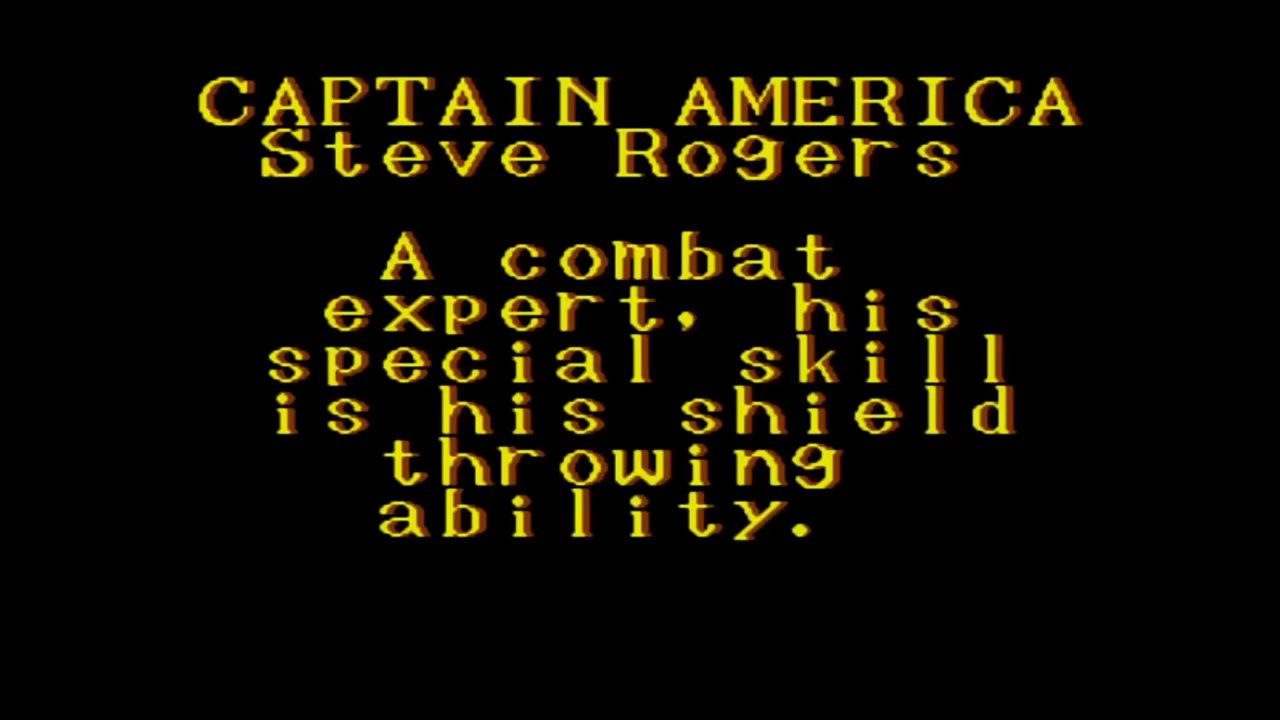 CAPTAIN AMERICA
Steve Rogers
A combat
expert, his
special skill
is his shield
throwing
ability.